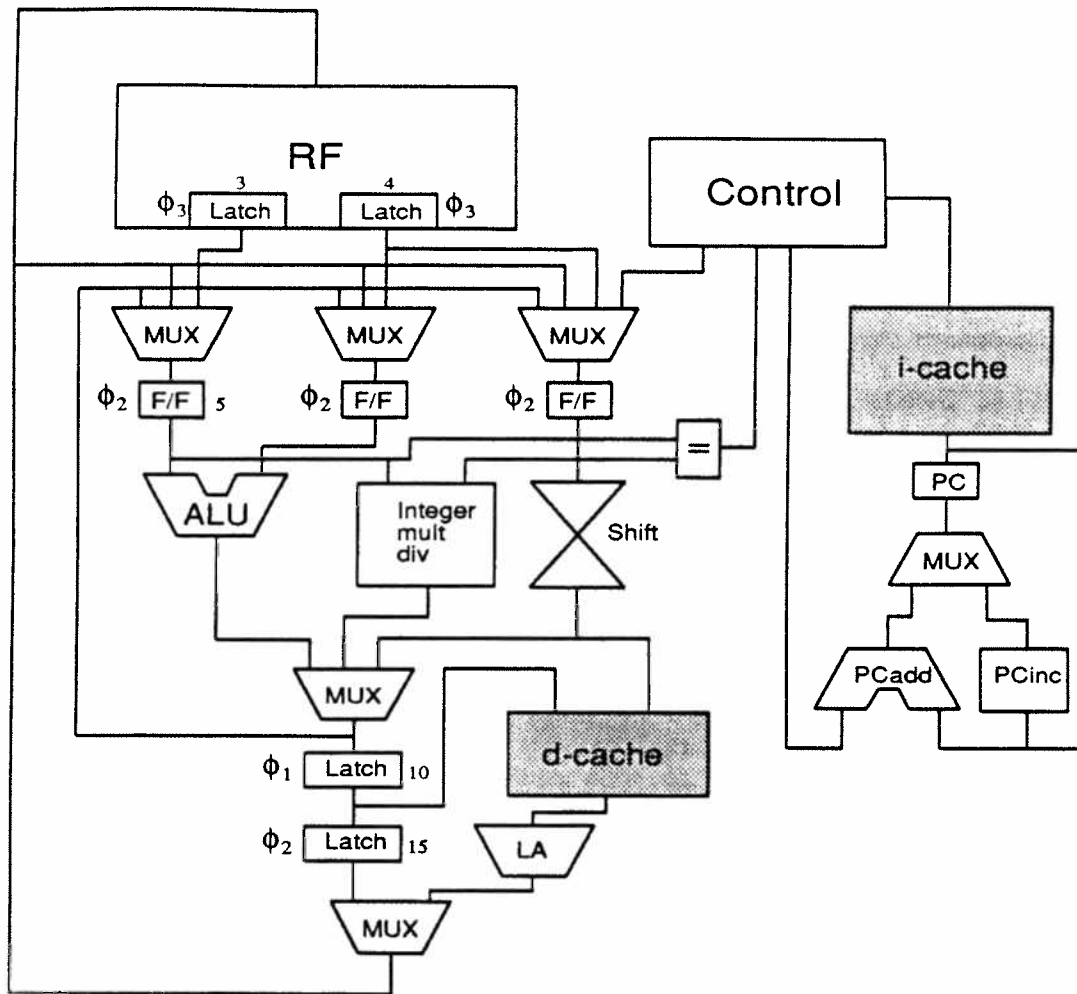 RF
3
4
ϕ3 Latch
Latch ϕ3
Control
MUX
MUX
MUX
i-cache
ϕ2 F/F 5
ϕ2 F/F
ϕ2 F/F
=
PC
ALU
Integer
mult
div
Shift
MUX
PCadd
PCinc
MUX
d-cache
ϕ1 Latch 10
ϕ2 Latch 15
LA
MUX